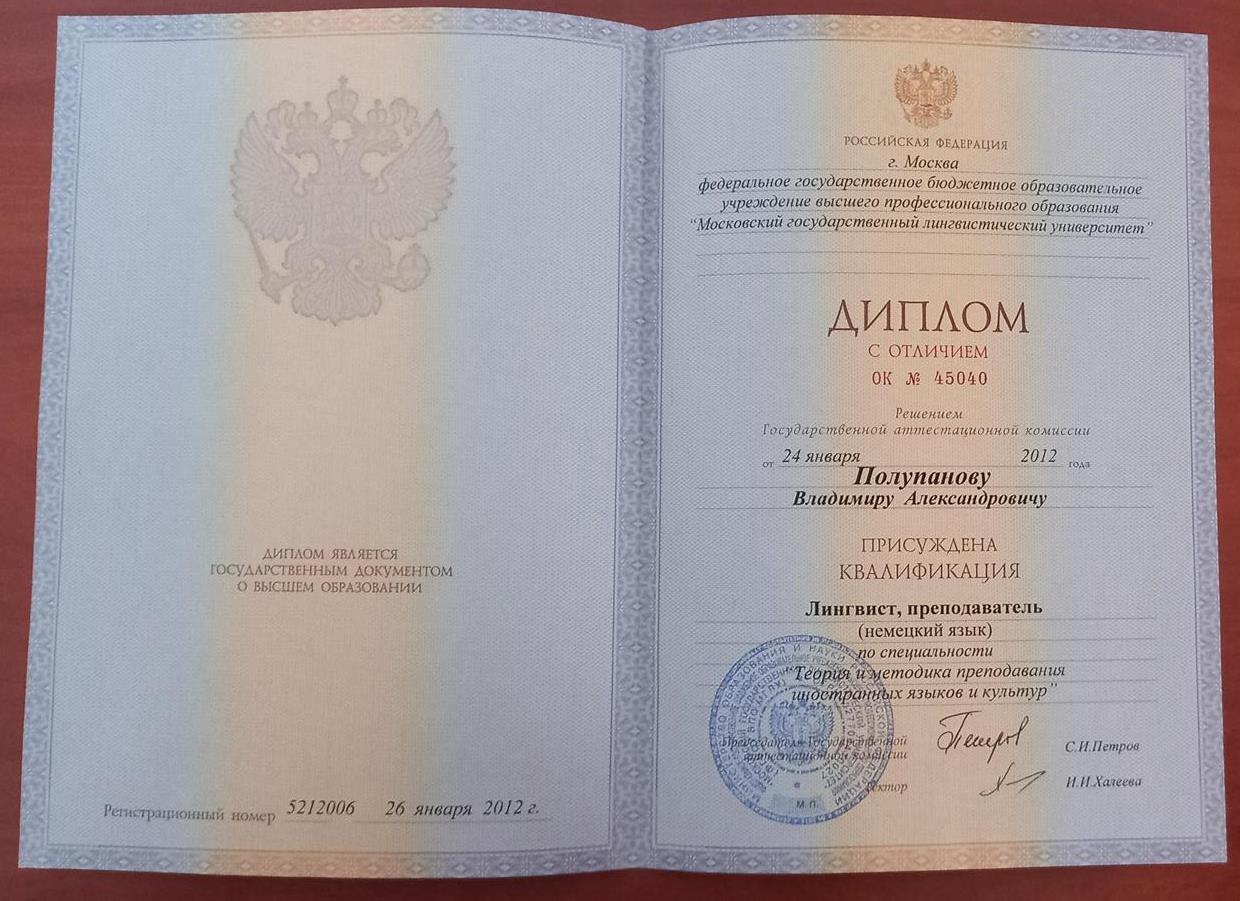 ДИПЛОМ ЯВЛЯЕТСЯ
ГОСУДАРСТВЕННЫМ ДОКУМЕНТОМ
О ВЫСШЕМ ОБРАЗОВАНИИ
Регистрационный номер 5212006 26 января 2012 г.
РОССИЙСКАЯ ФЕДЕРАЦИЯ
г. Москва
федеральное государственное бюджетное образовательное
учреждение высшего профессионального образования
“Московский государственный лингвистический университет”
ДИПЛОМ
С ОТЛИЧИЕМ
ОК № 45040
Решением
Государственной аттестационной комиссии
от 24 января 2012 года
Полупанову
Владимиру Александровичу
ПРИСУЖДЕНА
КВАЛИФИКАЦИЯ
Лингвист, преподаватель
(немецкий язык)
по специальности
“Теория и методика преподавания
иностранных языков и культур”
Председатель Государственной
аттестационной комиссии
С.И.Петров
Ректор
И.И.Халеева
М.П.